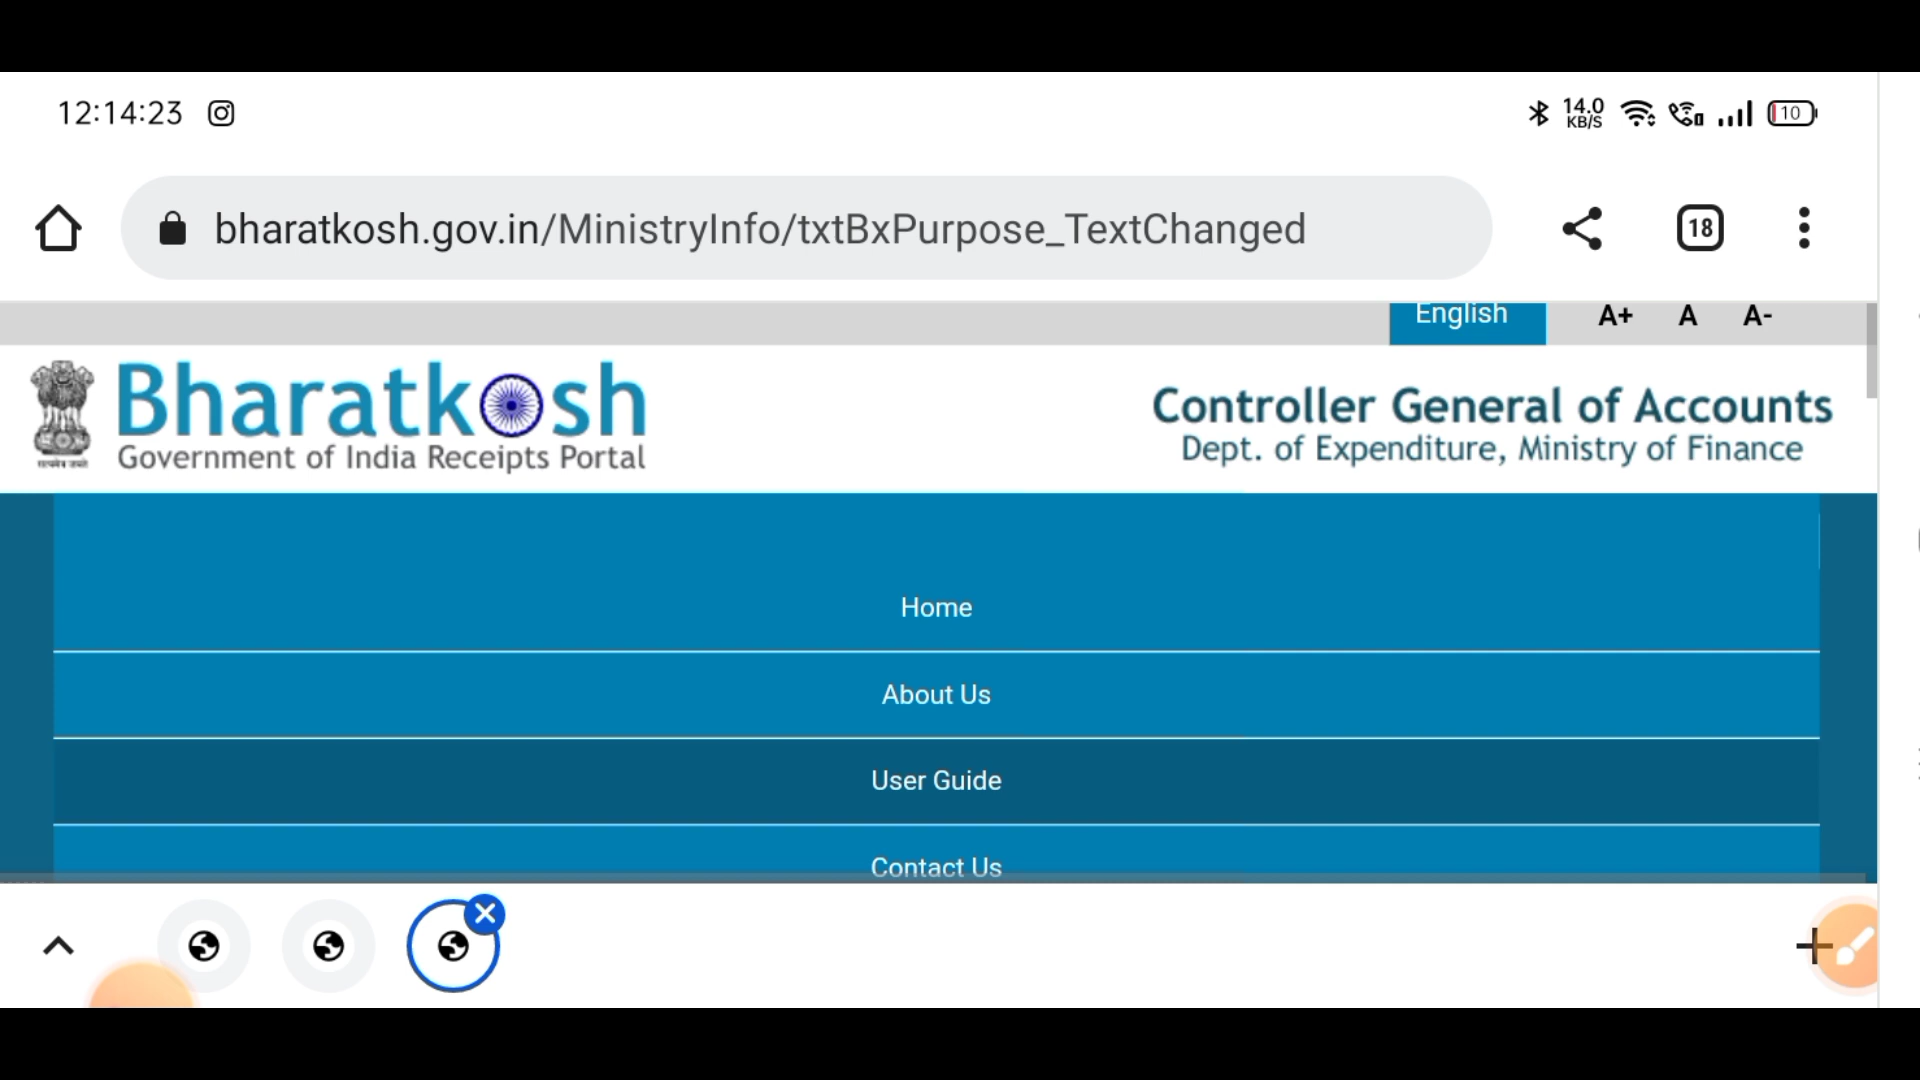 12:14:23
14.0
KB/S
10
bharatkosh.gov.in/MinistryInfo/txtBxPurpose_TextChanged
18
English A+ A A-
Bharatkosh
Government of India Receipts Portal
Controller General of Accounts
Dept. of Expenditure, Ministry of Finance
Home
About Us
User Guide
Contact Us